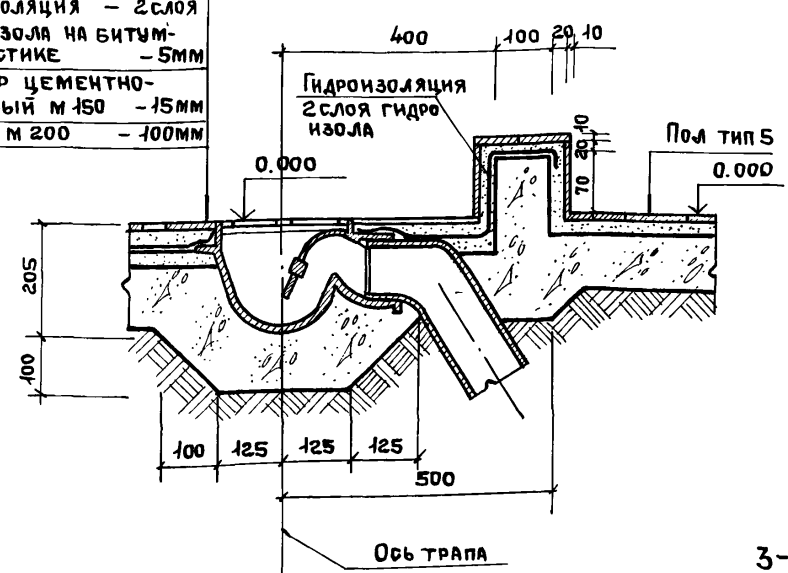 ОЛЯЦИЯ – 2СЛОЯ
ИЗОЛА НА БИТУМ-
СТИКЕ – 5ММ
Р ЦЕМЕНТНО-
ЫЙ М 150 – 15ММ
М 200 – 100ММ
400 100 20 10
ГИДРОИЗОЛЯЦИЯ
2 СЛОЯ ГИДРО
ИЗОЛА
0.000
10
20
70
ПОЛ ТИП 5
0.000
205
100
100 125 125 125
500
ОСЬ ТРАПА
3-